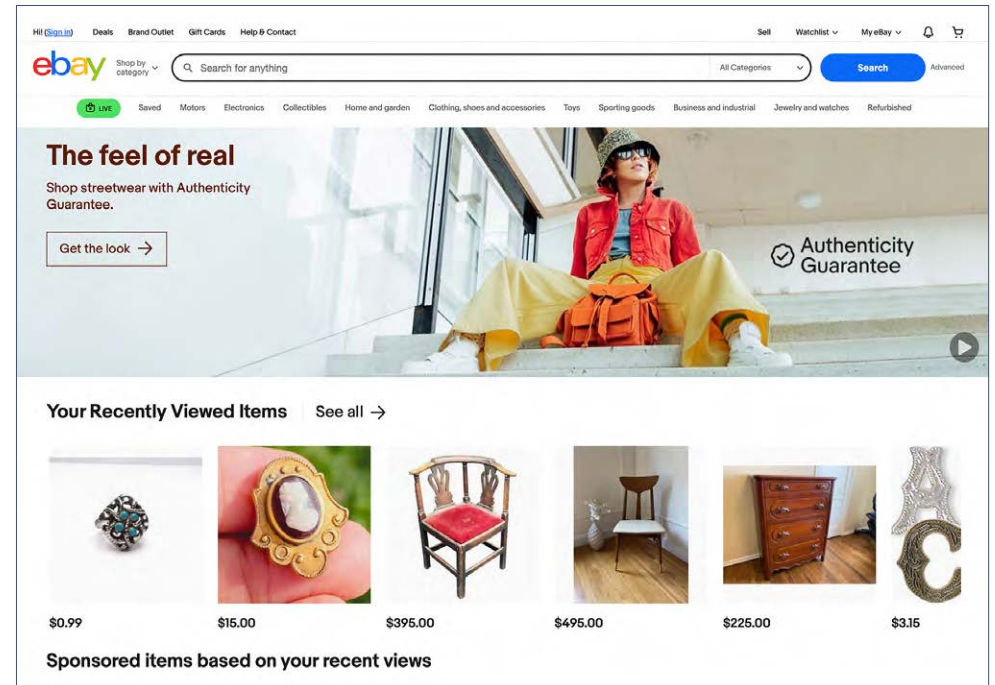 Hi! (Sign in) Deals Brand Outlet Gift Cards Help & Contact Sell Watchlist My eBay
ebay Shop by category Search for anything All Categories Search Advanced
LIVE Saved Motors Electronics Collectibles Home and garden Clothing, shoes and accessories Toys Sporting goods Business and industrial Jewelry and watches Refurbished
The feel of real
Shop streetwear with Authenticity
Guarantee.
Get the look →
Authenticity
Guarantee
Your Recently Viewed Items See all →
A
C
$0.99 $15.00 $395.00 $495.00 $225.00 $3.15
Sponsored items based on your recent views